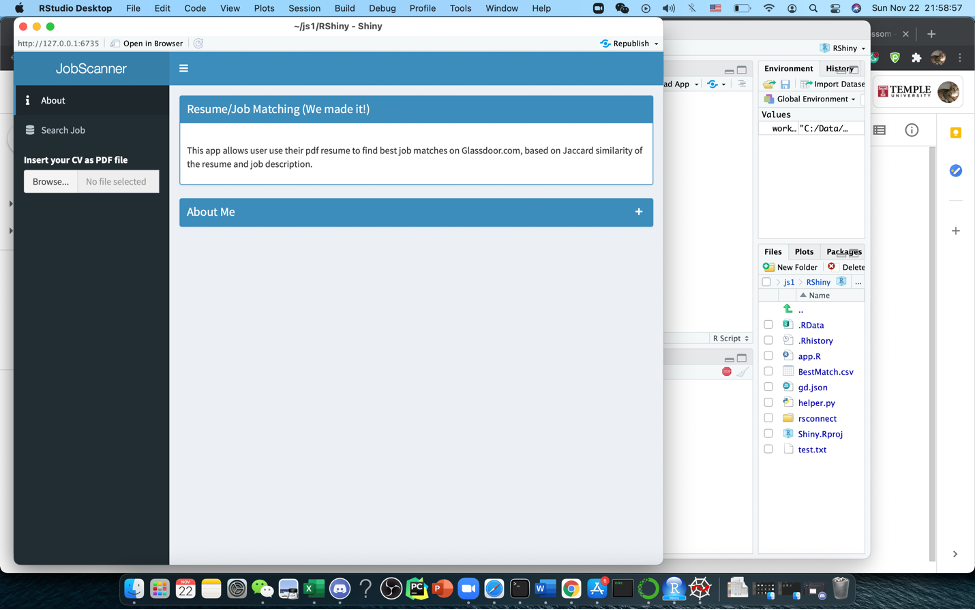 RStudio Desktop File Edit Code View Plots Session Build Debug Profile Tools Window Help Sun Nov 22 21:58:57
~/js1/RShiny - Shiny
http://127.0.0.1:6735 Open in Browser Republish
JobScanner
About
Search Job
Insert your CV as PDF file
Browse... No file selected
Resume/Job Matching (We made it!)
This app allows user use their pdf resume to find best job matches on Glassdoor.com, based on Jaccard similarity of
the resume and job description.
About Me +
RShiny
ad App
R Script
Environment History
Import Datase
Global Environment
Values
work... "C:/Data/...
Files Plots Packages
New Folder Delete
js1 RShiny ...
Name
..
.RData
.Rhistory
app.R
BestMatch.csv
gd.json
helper.py
rsconnect
Shiny.Rproj
test.txt
ssom
TEMPLE
UNIVERSITY
NOV
22